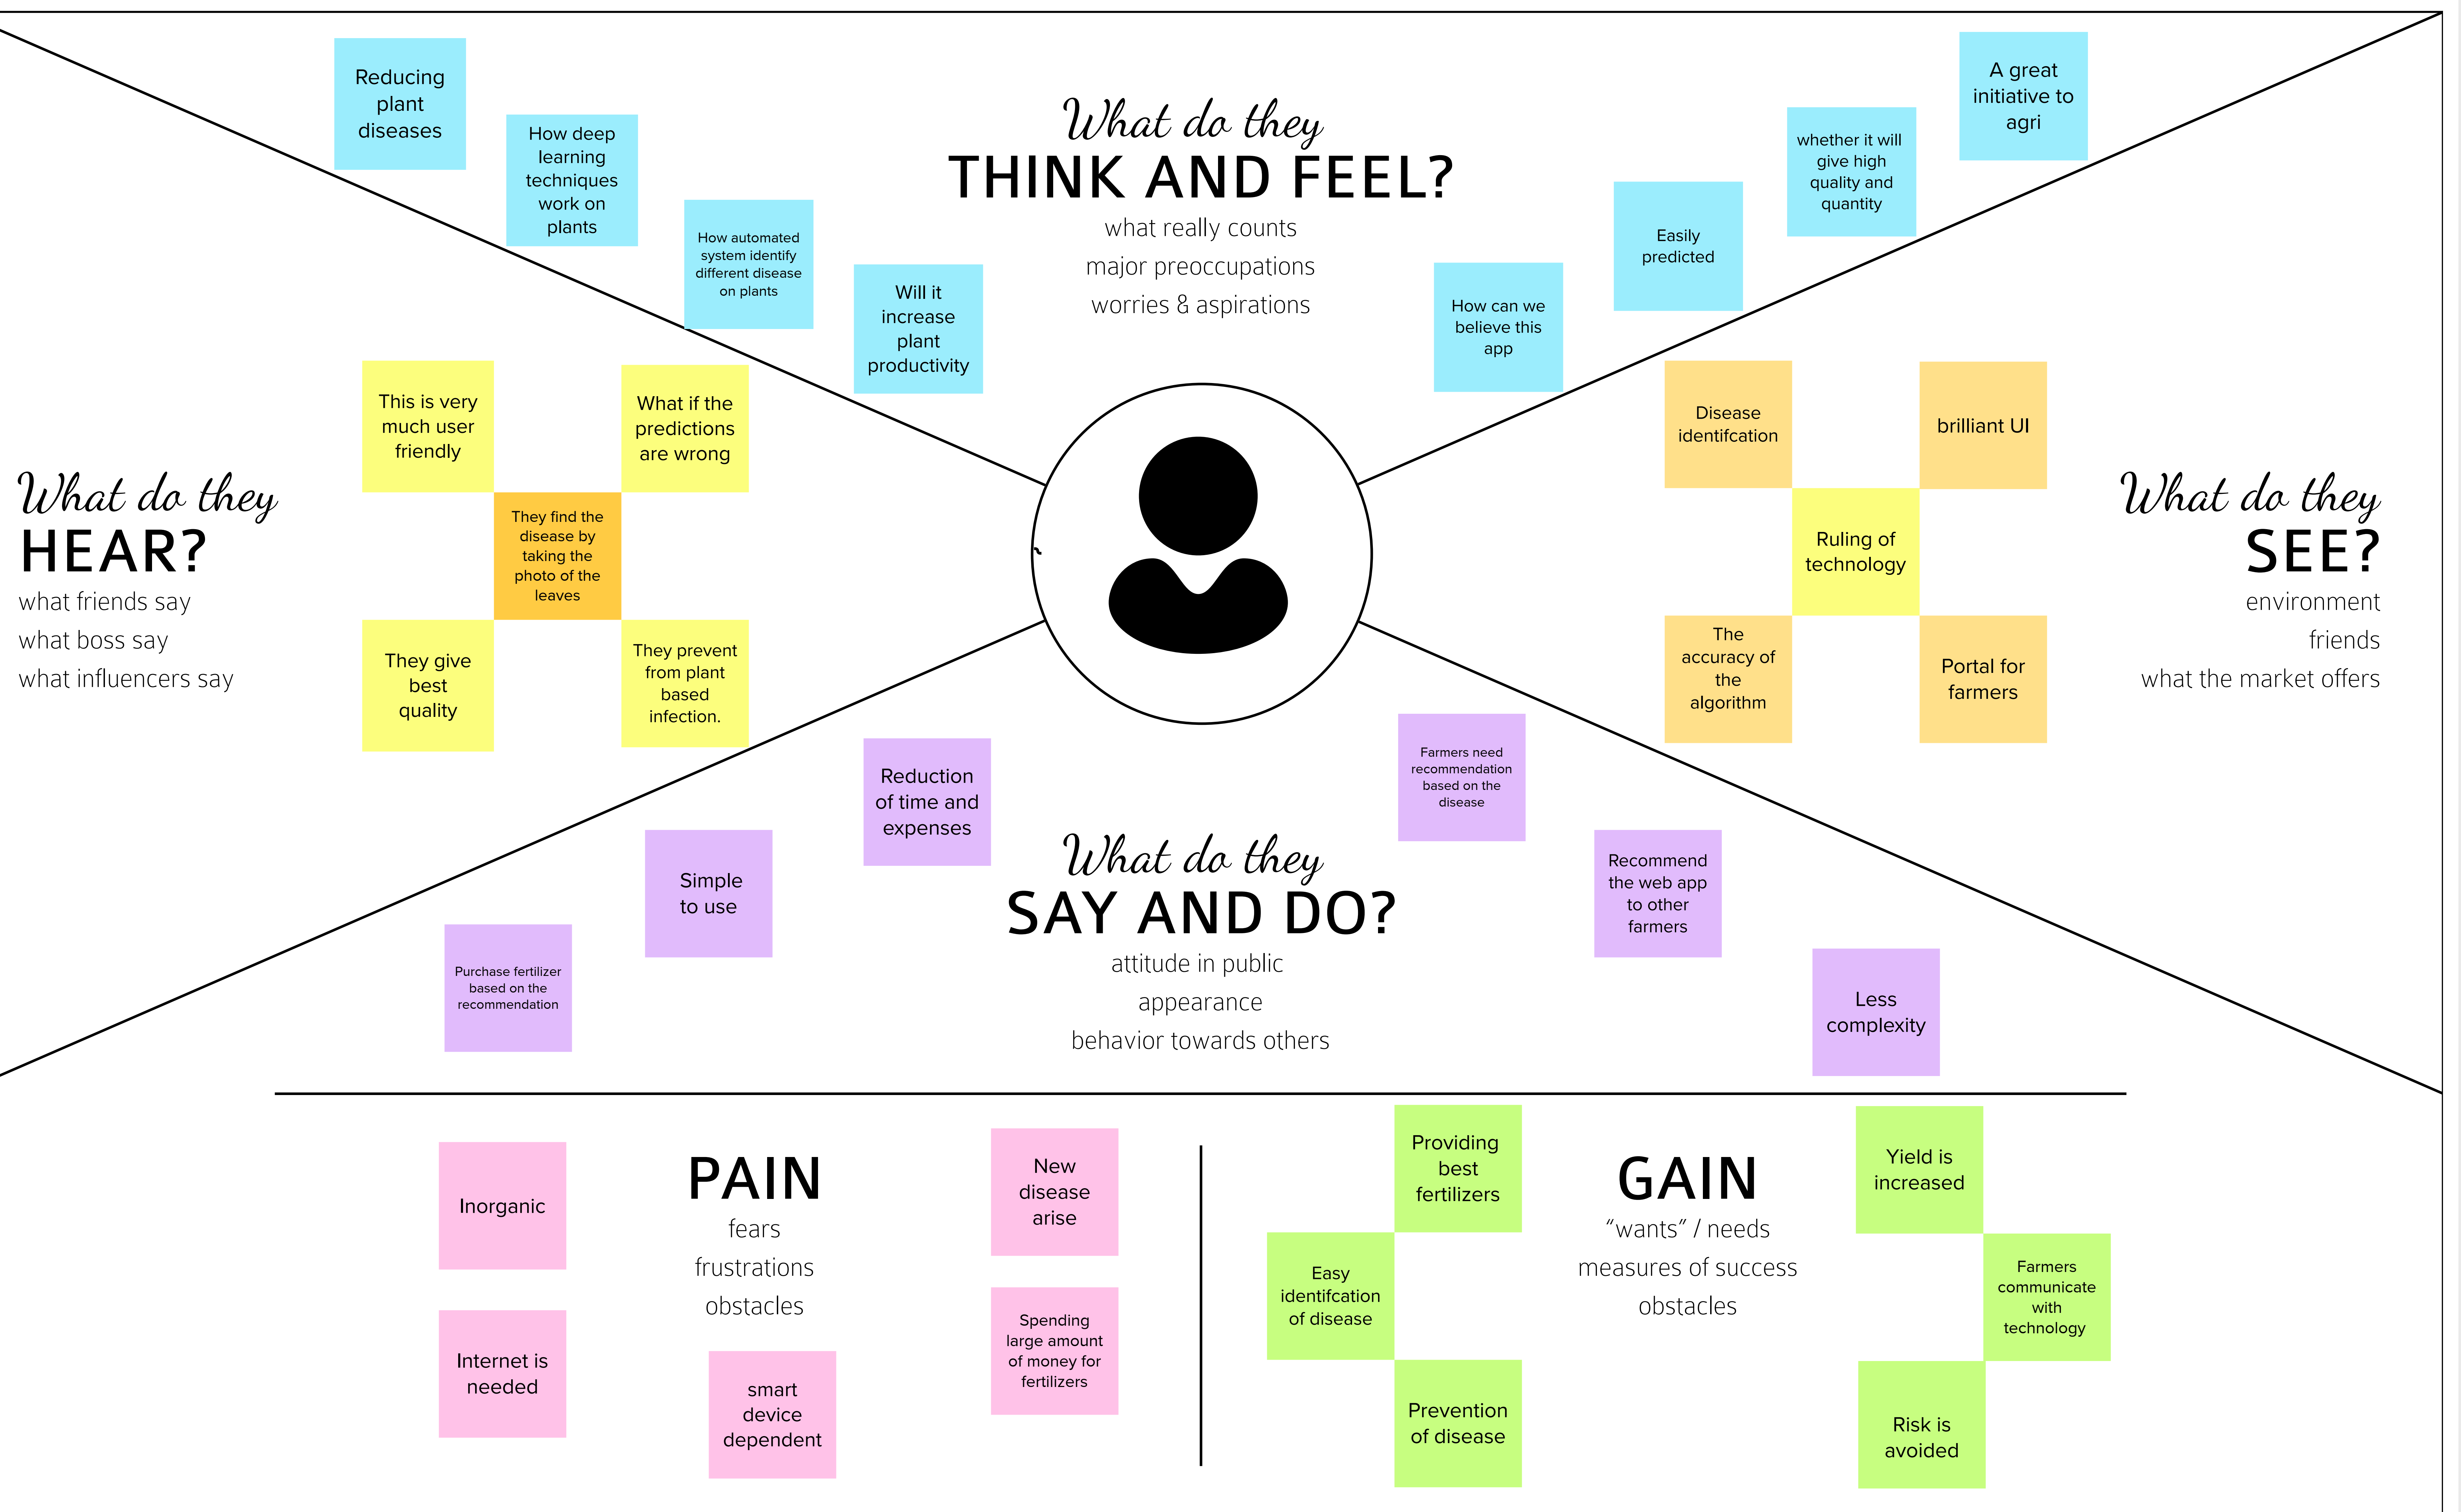 Reducing
plant
diseases
How deep
learning
techniques
work on
plants
How automated
system identify
different disease
on plants
Will it
increase
plant
productivity
What do they
THINK AND FEEL?
what really counts
major preoccupations
worries & aspirations
How can we
believe this
app
Easily
predicted
whether it will
give high
quality and
quantity
A great
initiative to
agri
What do they
HEAR?
what friends say
what boss say
what influencers say
This is very
much user
friendly
What if the
predictions
are wrong
They find the
disease by
taking the
photo of the
leaves
They give
best
quality
They prevent
from plant
based
infection.
Disease
identifcation
brilliant UI
Ruling of
technology
The
accuracy of
the
algorithm
Portal for
farmers
What do they
SEE?
environment
friends
what the market offers
Reduction
of time and
expenses
Simple
to use
Purchase fertilizer
based on the
recommendation
What do they
SAY AND DO?
attitude in public
appearance
behavior towards others
Farmers need
recommendation
based on the
disease
Recommend
the web app
to other
farmers
Less
complexity
Inorganic
Internet is
needed
PAIN
fears
frustrations
obstacles
smart
device
dependent
New
disease
arise
Spending
large amount
of money for
fertilizers
Providing
best
fertilizers
Easy
identifcation
of disease
Prevention
of disease
GAIN
“wants” / needs
measures of success
obstacles
Yield is
increased
Farmers
communicate
with
technology
Risk is
avoided